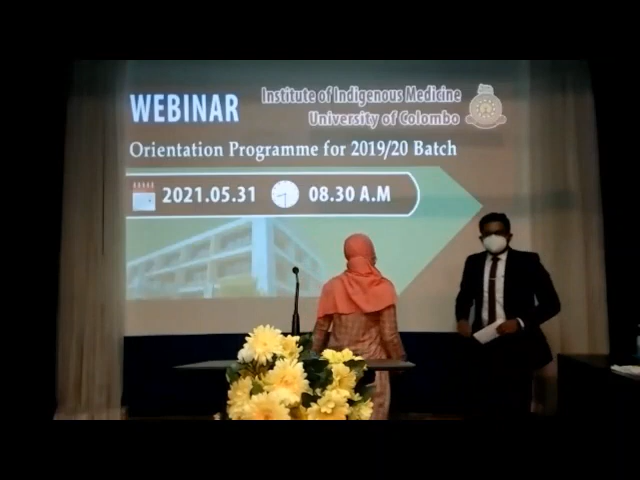 WEBINAR
Institute of Indigenous Medicine
University of Colombo
Orientation Programme for 2019/20 Batch
2021.05.31
08.30 A.M